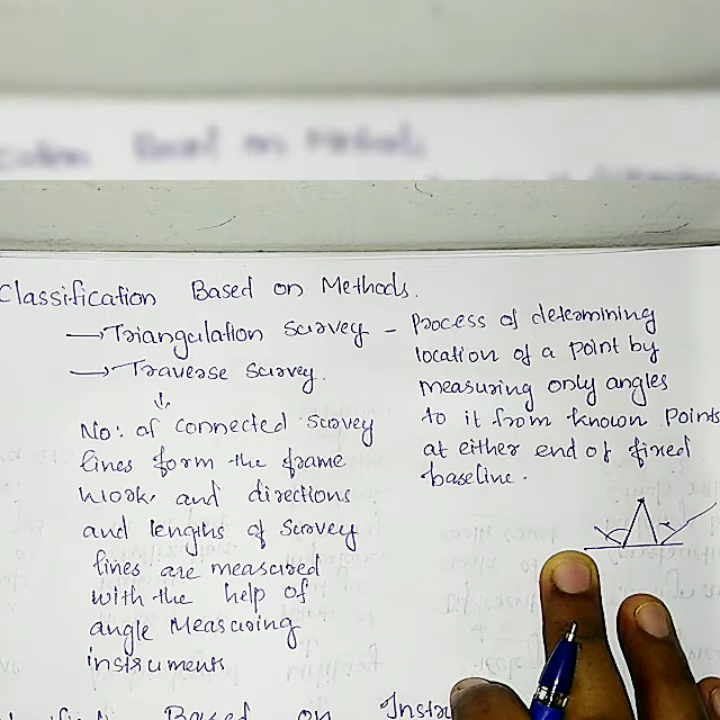 Classification Based on Methods.
→ Triangulation survey - Process of determining
location of a point by
measuring only angles
to it from known points
at either end of fixed
baseline.
→ Traverse survey.
No: of connected survey
lines form the frame
work, and directions
and lengths of survey
lines are measured
with the help of
angle Measuring
instruments
Based on